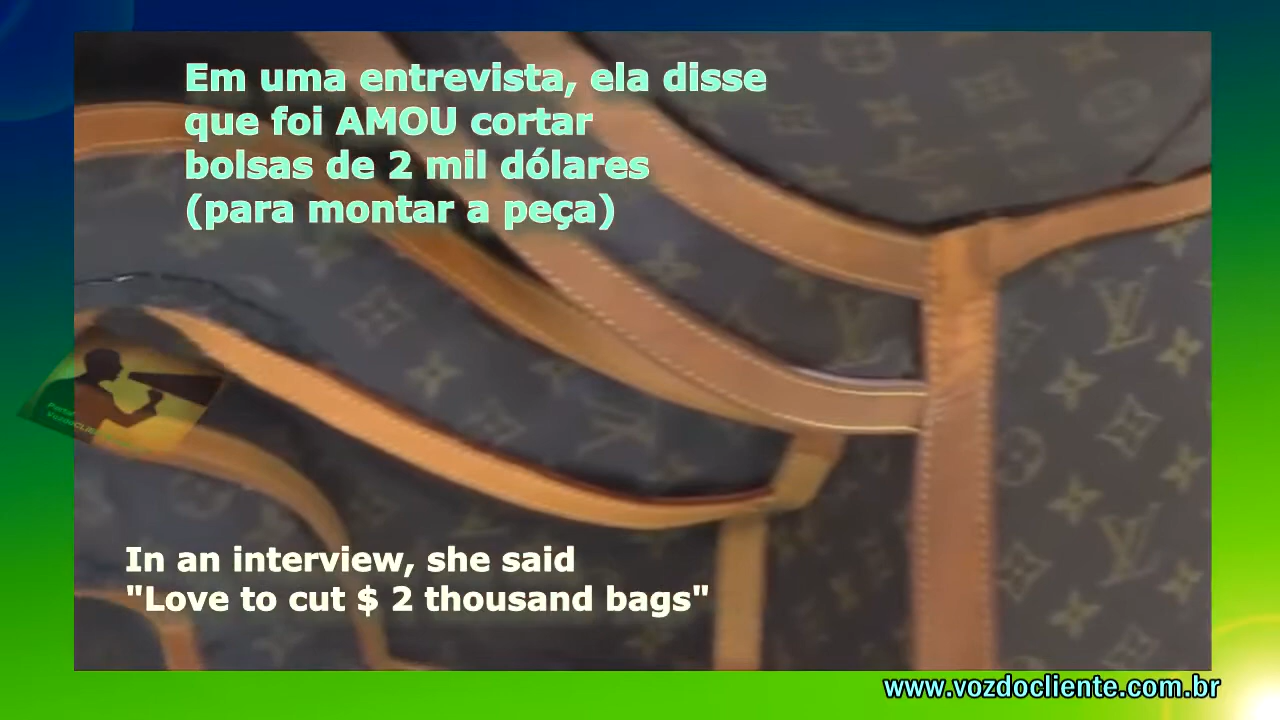 Em uma entrevista, ela disse
que foi AMOU cortar
bolsas de 2 mil dólares
(para montar a peça)
In an interview, she said
"Love to cut $ 2 thousand bags"
www.vozdocliente.com.br